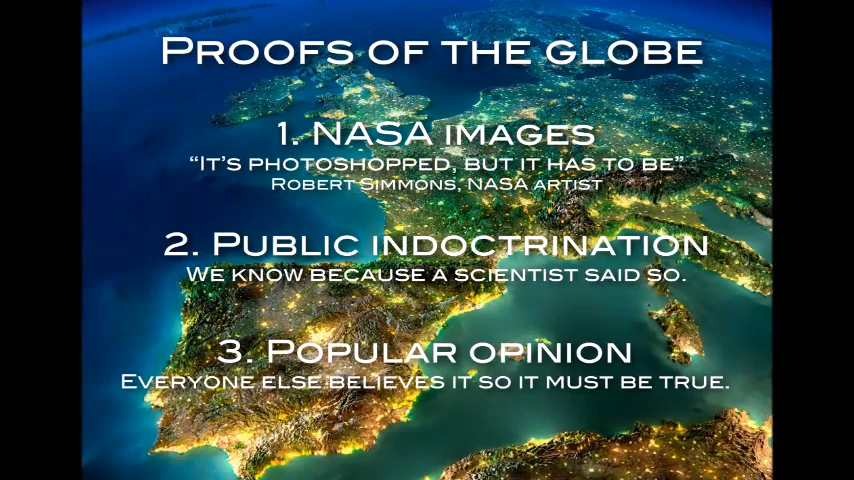 PROOFS OF THE GLOBE
1. NASA IMAGES
“IT'S PHOTOSHOPPED, BUT IT HAS TO BE”
ROBERT SIMMONS, NASA ARTIST
2. PUBLIC INDOCTRINATION
WE KNOW BECAUSE A SCIENTIST SAID SO.
3. POPULAR OPINION
EVERYONE ELSE BELIEVES IT SO IT MUST BE TRUE.